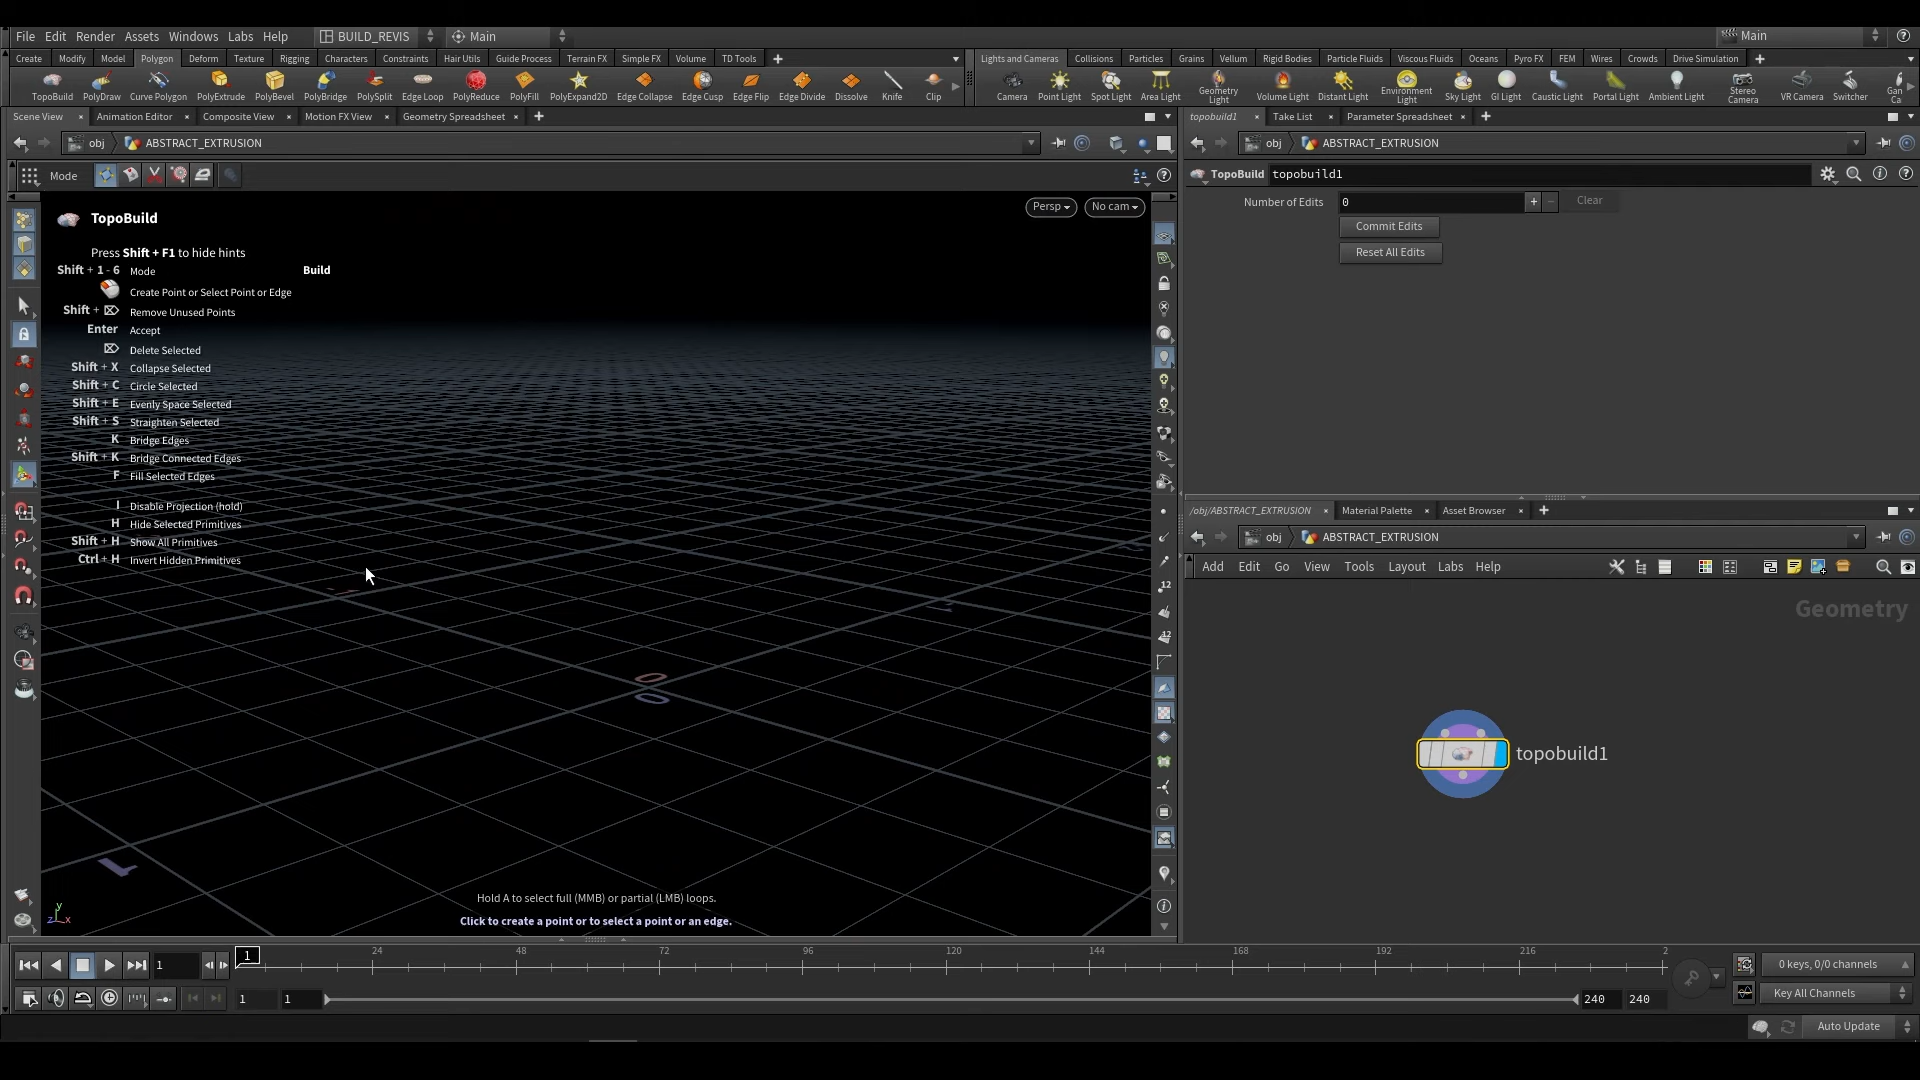 File Edit Render Assets Windows Labs Help BUILD_REVIS Main Main
Create Modify Model Polygon Deform Texture Rigging Characters Constraints Hair Utils Guide Process Terrain FX Simple FX Volume TD Tools
Lights and Cameras Collisions Particles Grains Vellum Rigid Bodies Particle Fluids Viscous Fluids Oceans Pyro FX FEM Wires Crowds Drive Simulation
TopoBuild PolyDraw Curve Polygon PolyExtrude PolyBevel PolyBridge PolySplit Edge Loop PolyReduce PolyFill PolyExpand2D Edge Collapse Edge Cusp Edge Flip Edge Divide Dissolve Knife Clip
Camera Point Light Spot Light Area Light Geometry Light Volume Light Distant Light Environment Light Sky Light GI Light Caustic Light Portal Light Ambient Light Stereo Camera VR Camera Switcher Gan Ca
Scene View Animation Editor Composite View Motion FX View Geometry Spreadsheet
topobuild1 Take List Parameter Spreadsheet
obj ABSTRACT_EXTRUSION
obj ABSTRACT_EXTRUSION
Mode
TopoBuild topobuild1
Number of Edits 0 Clear
Commit Edits
Reset All Edits
Persp No cam
TopoBuild
Press Shift + F1 to hide hints
Shift + 1 - 6 Mode Build
Create Point or Select Point or Edge
Shift + Remove Unused Points
Enter Accept
Delete Selected
Shift + X Collapse Selected
Shift + C Circle Selected
Shift + E Evenly Space Selected
Shift + S Straighten Selected
K Bridge Edges
Shift + K Bridge Connected Edges
F Fill Selected Edges
I Disable Projection (hold)
H Hide Selected Primitives
Shift + H Show All Primitives
Ctrl + H Invert Hidden Primitives
0
0
1
y
z x
12
12
Hold A to select full (MMB) or partial (LMB) loops.
Click to create a point or to select a point or an edge.
/obj/ABSTRACT_EXTRUSION Material Palette Asset Browser
obj ABSTRACT_EXTRUSION
Add Edit Go View Tools Layout Labs Help
Geometry
topobuild1
1 1 24 48 72 96 120 144 168 192 216 2
0 keys, 0/0 channels
1 1 240 240
Key All Channels
Auto Update